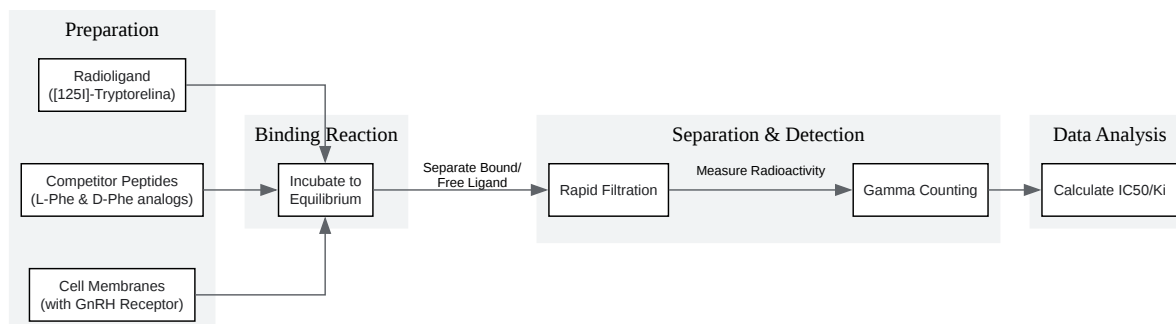 Preparation
Radioligand
([125I]-Tryptorelina)
Competitor Peptides
(L-Phe & D-Phe analogs)
Cell Membranes
(with GnRH Receptor)
Binding Reaction
Incubate to
Equilibrium
Separate Bound/
Free Ligand
Separation & Detection
Rapid Filtration
Measure Radioactivity
Gamma Counting
Data Analysis
Calculate IC50/Ki